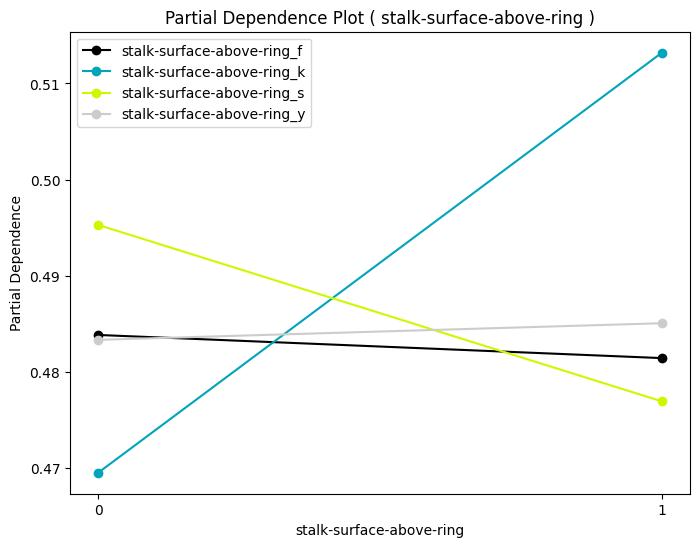 Partial Dependence Plot ( stalk-surface-above-ring )
stalk-surface-above-ring_f
stalk-surface-above-ring_k
stalk-surface-above-ring_s
stalk-surface-above-ring_y
0.51
0.50
0.49
0.48
0.47
Partial Dependence
0
1
stalk-surface-above-ring